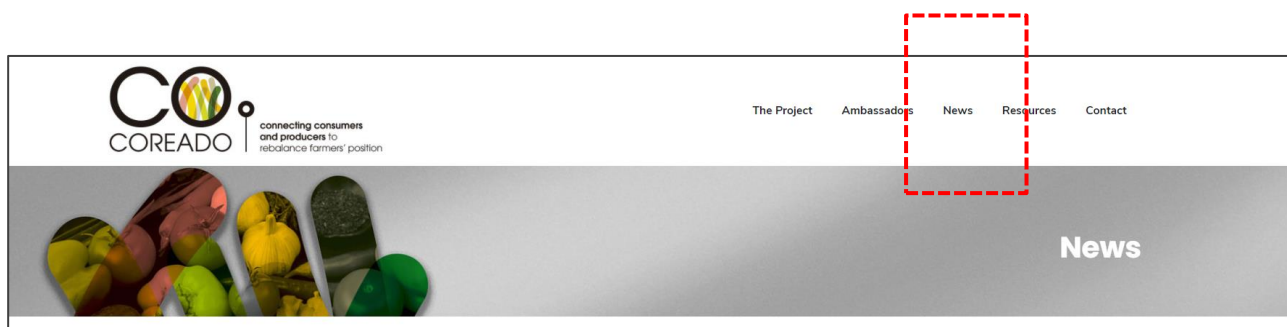 CO.
COREADO
connecting consumers
and producers to
rebalance farmers' position
The Project Ambassadors News Resources Contact
News